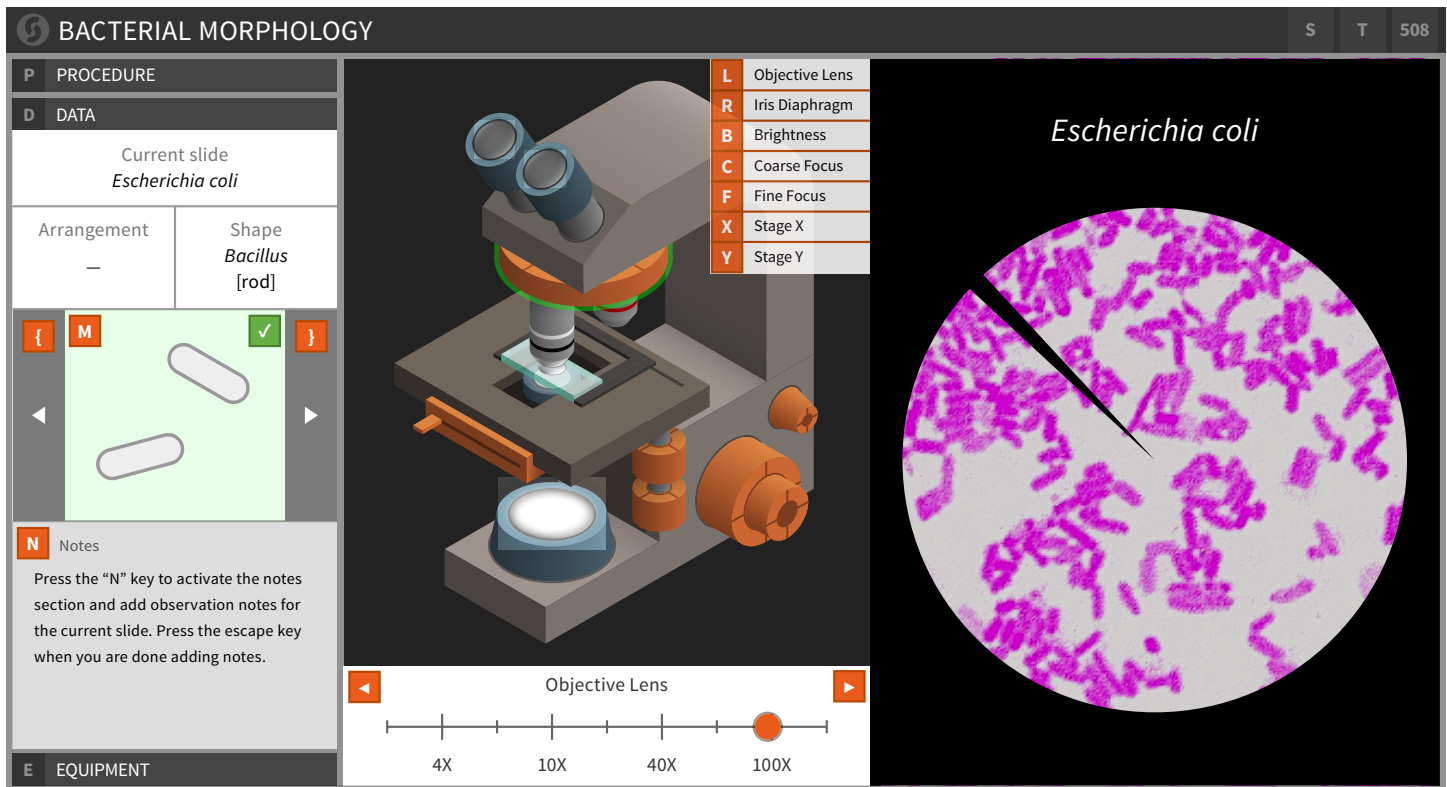 BACTERIAL MORPHOLOGY
S T 508
P PROCEDURE
D DATA
Current slide
Escherichia coli
Arrangement
—
Shape
Bacillus
[rod]
{ M ✓ }
◀ ▶
N Notes
Press the “N” key to activate the notes
section and add observation notes for
the current slide. Press the escape key
when you are done adding notes.
E EQUIPMENT
L Objective Lens
R Iris Diaphragm
B Brightness
C Coarse Focus
F Fine Focus
X Stage X
Y Stage Y
◀ Objective Lens ▶
4X 10X 40X 100X
Escherichia coli